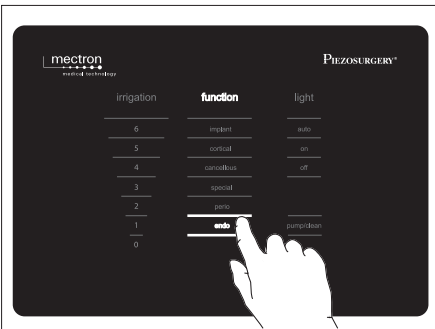 mectron
medical technology
PIEZOSURGERY®
irrigation function light
6 implant auto
5 cortical on
4 cancellous off
3 special
2 perio
1 endo pump/clean
0